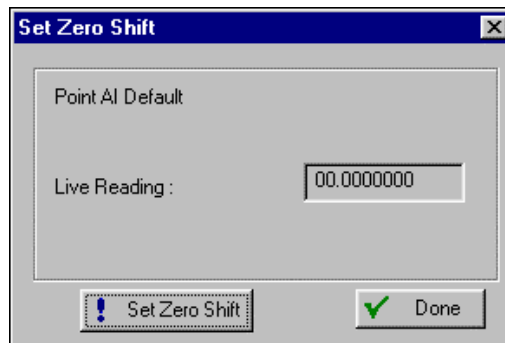 Set Zero Shift
Point AI Default
Live Reading :
00.0000000
Set Zero Shift
Done